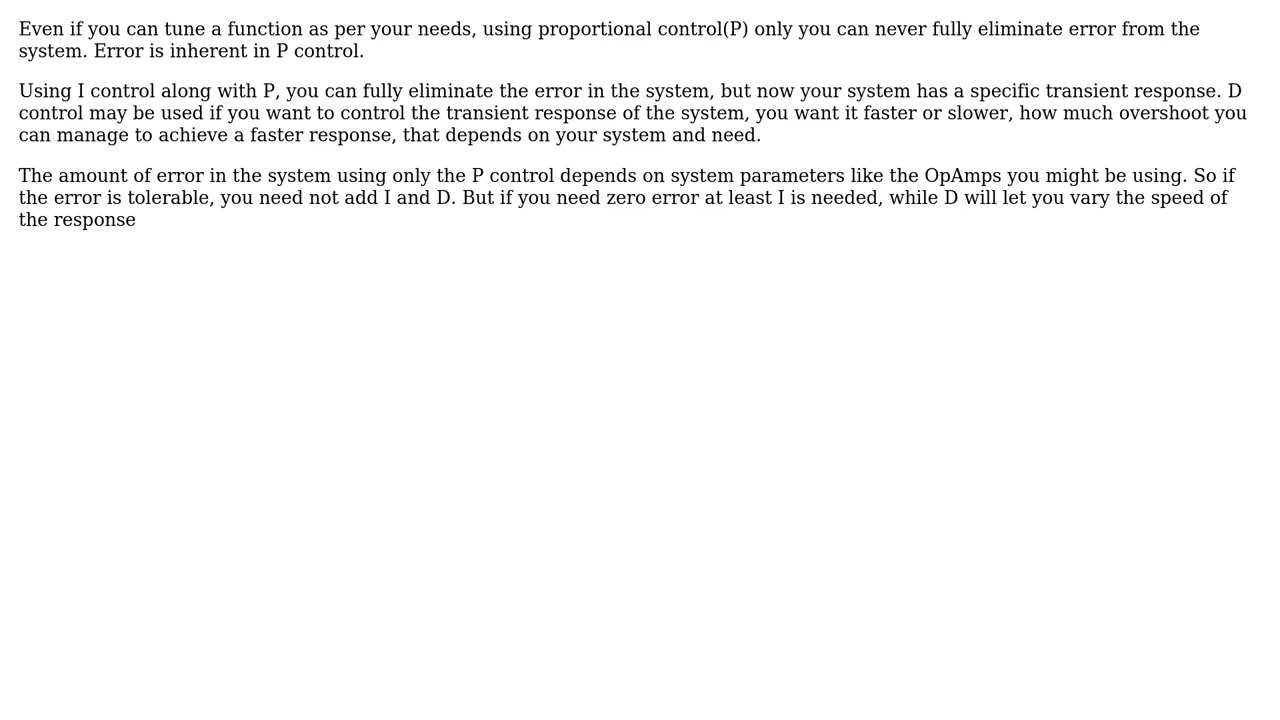 Even if you can tune a function as per your needs, using proportional control(P) only you can never fully eliminate error from the
system. Error is inherent in P control.
Using I control along with P, you can fully eliminate the error in the system, but now your system has a specific transient response. D
control may be used if you want to control the transient response of the system, you want it faster or slower, how much overshoot you
can manage to achieve a faster response, that depends on your system and need.
The amount of error in the system using only the P control depends on system parameters like the OpAmps you might be using. So if
the error is tolerable, you need not add I and D. But if you need zero error at least I is needed, while D will let you vary the speed of
the response